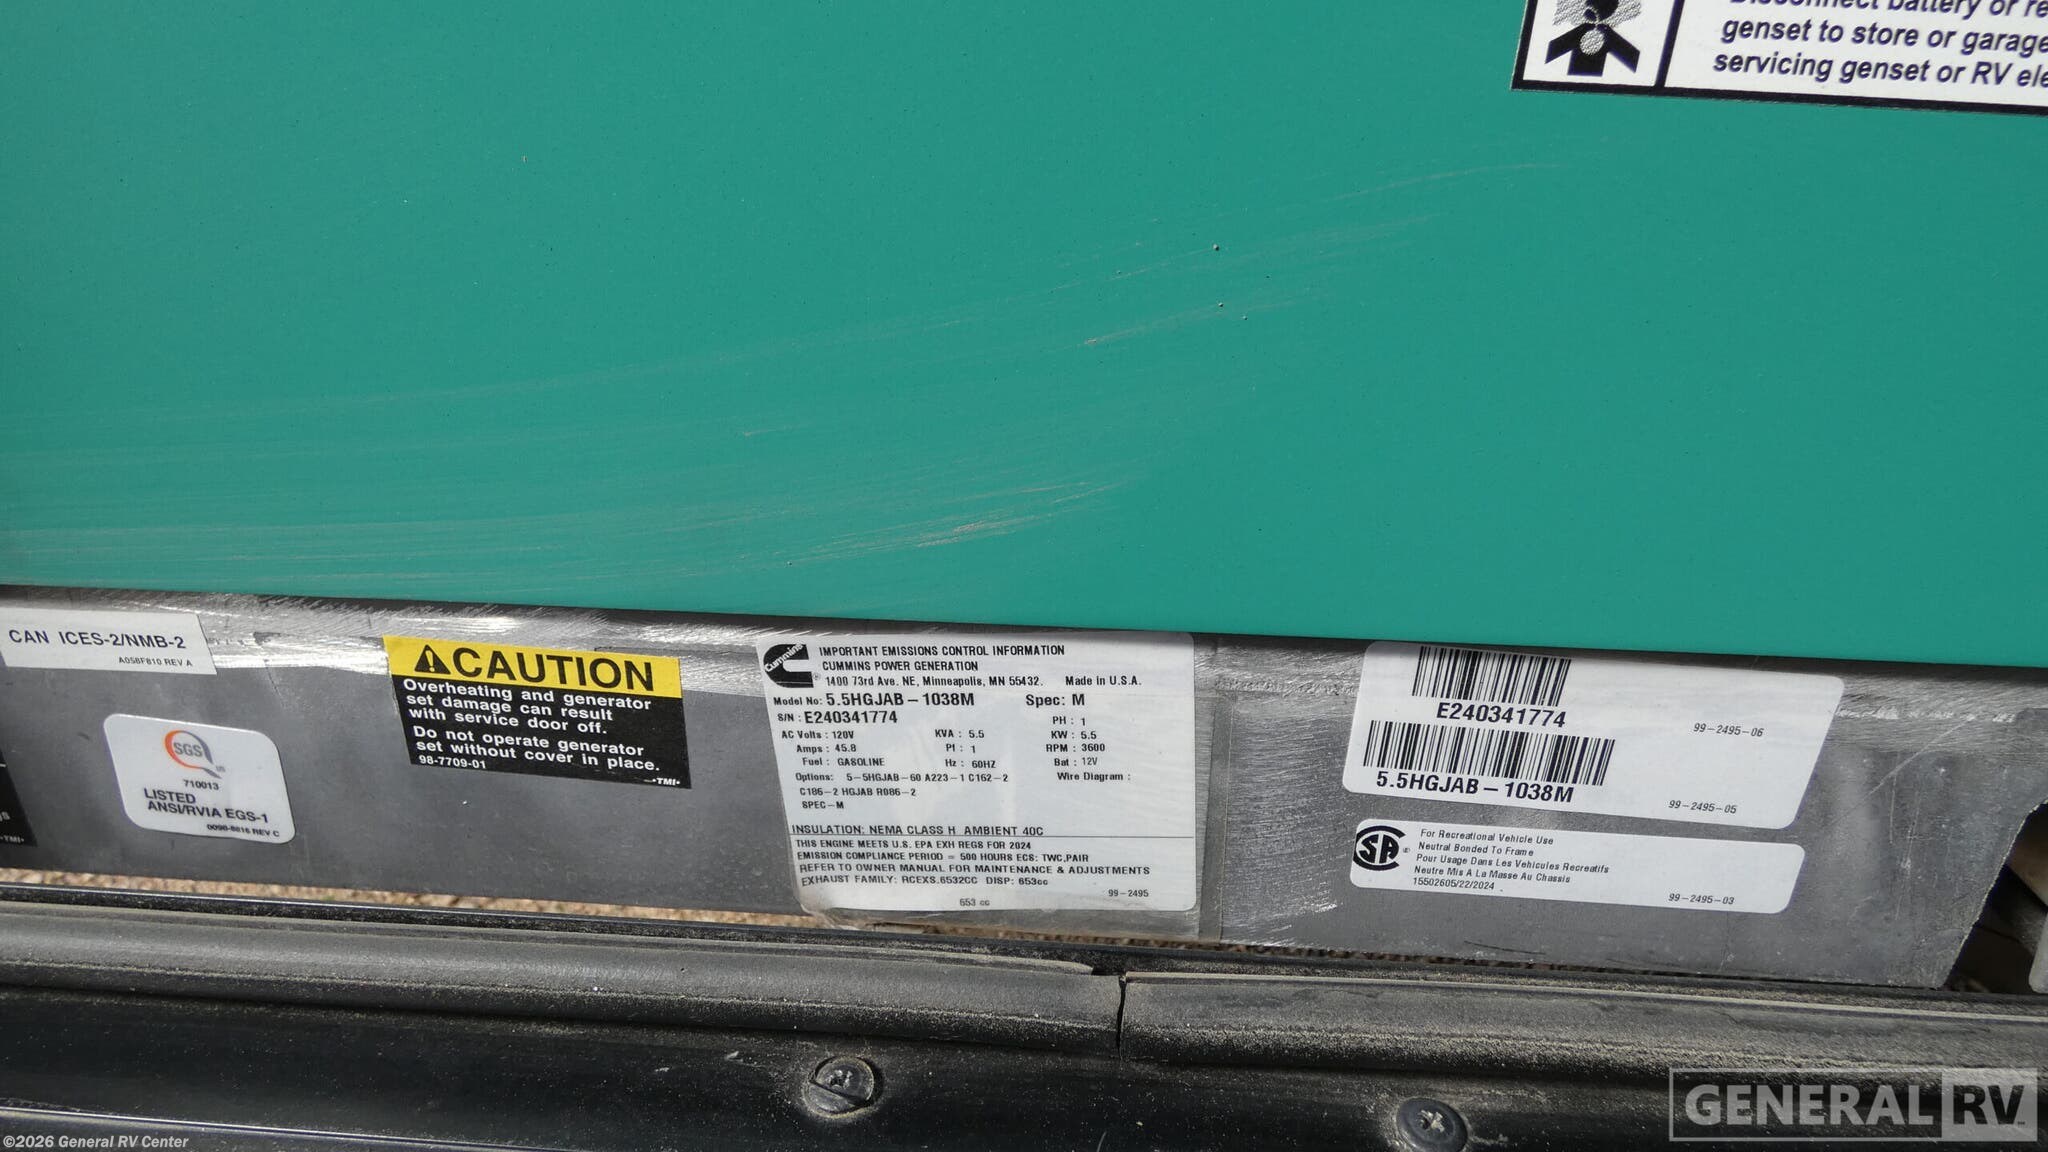 genset to store or garage
servicing genset or RV
CAN ICES-2/NMB-2
A058F810 REV A
SGS
US
710013
LISTED
ANSI/RVIA EGS-1
0098-8816 REV C
CAUTION
Overheating and generator
set damage can result
with service door off.
Do not operate generator
set without cover in place.
98-7709-01
•TMI•
•TMI•
Cummins
IMPORTANT EMISSIONS CONTROL INFORMATION
CUMMINS POWER GENERATION
1400 73rd Ave. NE, Minneapolis, MN 55432. Made in U.S.A.
Model No: 5.5HGJAB-1038M Spec: M
S/N : E240341774 PH : 1
AC Volts : 120V KVA : 5.5 KW : 5.5
Amps : 45.8 Pf : 1 RPM : 3600
Fuel : GASOLINE Hz : 60HZ Bat : 12V
Options: 5-5HGJAB-60 A223-1 C162-2 Wire Diagram :
C186-2 HGJAB R086-2
SPEC-M
INSULATION: NEMA CLASS H AMBIENT 40C
THIS ENGINE MEETS U.S. EPA EXH REGS FOR 2024
EMISSION COMPLIANCE PERIOD = 500 HOURS ECS: TWC,PAIR
REFER TO OWNER MANUAL FOR MAINTENANCE & ADJUSTMENTS
EXHAUST FAMILY: RCEXS.6532CC DISP: 653cc
99-2495
653 cc
E240341774
99-2495-06
5.5HGJAB-1038M
99-2495-05
SA
For Recreational Vehicle Use
Neutral Bonded To Frame
Pour Usage Dans Les Vehicules Recreatifs
Neutre Mis A La Masse Au Chassis
15502605/22/2024
99-2495-03
GENERAL RV
©2026 General RV Center